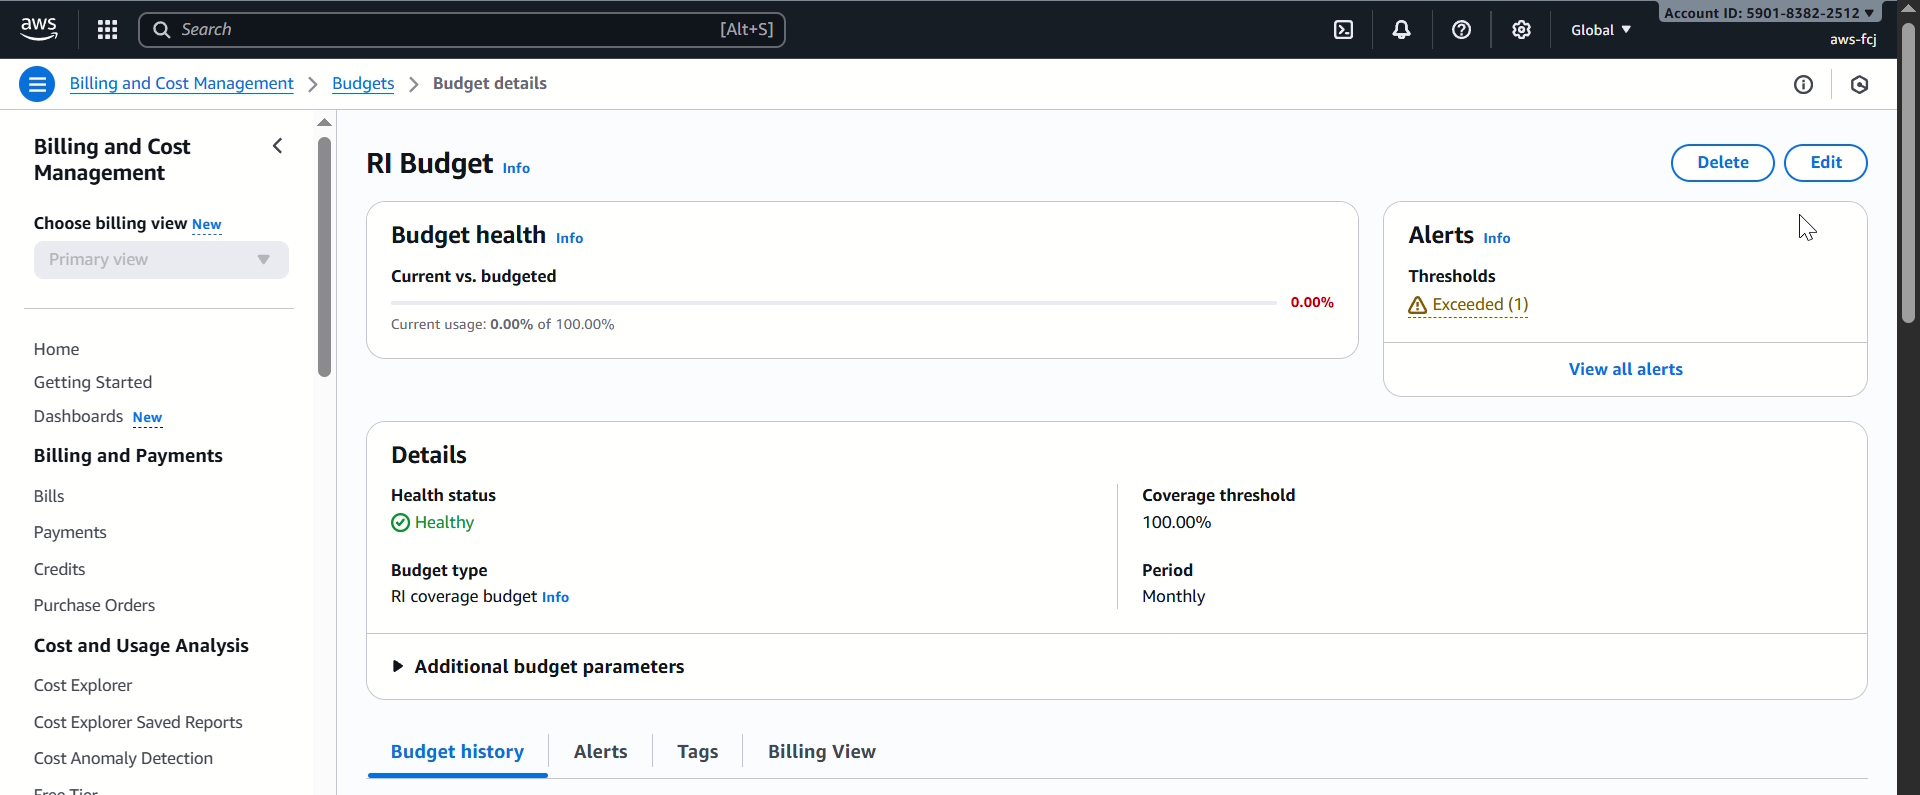 aws
Search [Alt+S]
Global
Account ID: 5901-8382-2512
aws-fcj
Billing and Cost Management > Budgets > Budget details
Billing and Cost
Management
Choose billing view New
Primary view
Home
Getting Started
Dashboards New
Billing and Payments
Bills
Payments
Credits
Purchase Orders
Cost and Usage Analysis
Cost Explorer
Cost Explorer Saved Reports
Cost Anomaly Detection
Free Tier
RI Budget Info
Delete
Edit
Budget health Info
Current vs. budgeted
0.00%
Current usage: 0.00% of 100.00%
Alerts Info
Thresholds
Exceeded (1)
View all alerts
Details
Health status
Healthy
Budget type
RI coverage budget Info
Coverage threshold
100.00%
Period
Monthly
Additional budget parameters
Budget history
Alerts
Tags
Billing View